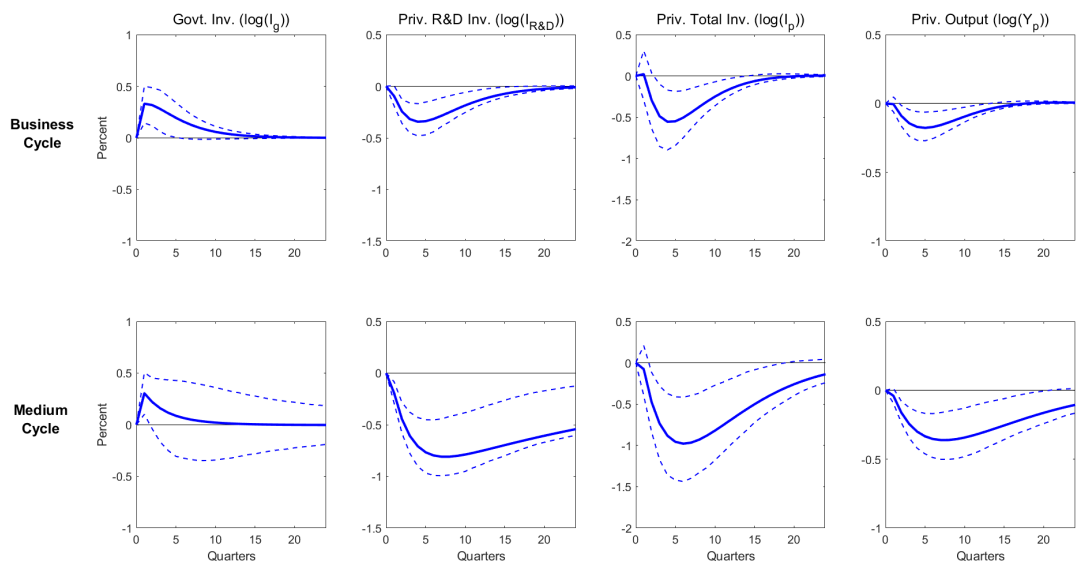 Govt. Inv. (log(I_g))
Priv. R&D Inv. (log(I_R&D))
Priv. Total Inv. (log(I_p))
Priv. Output (log(Y_p))
Business
Cycle
Percent
1
0.5
0
-0.5
-1
0 5 10 15 20
0.5
0
-0.5
-1
-1.5
0 5 10 15 20
0.5
0
-0.5
-1
-1.5
-2
0 5 10 15 20
0.5
0
-0.5
-1
0 5 10 15 20
Medium
Cycle
Percent
1
0.5
0
-0.5
-1
0 5 10 15 20
Quarters
0.5
0
-0.5
-1
-1.5
0 5 10 15 20
Quarters
0.5
0
-0.5
-1
-1.5
-2
0 5 10 15 20
Quarters
0.5
0
-0.5
-1
0 5 10 15 20
Quarters